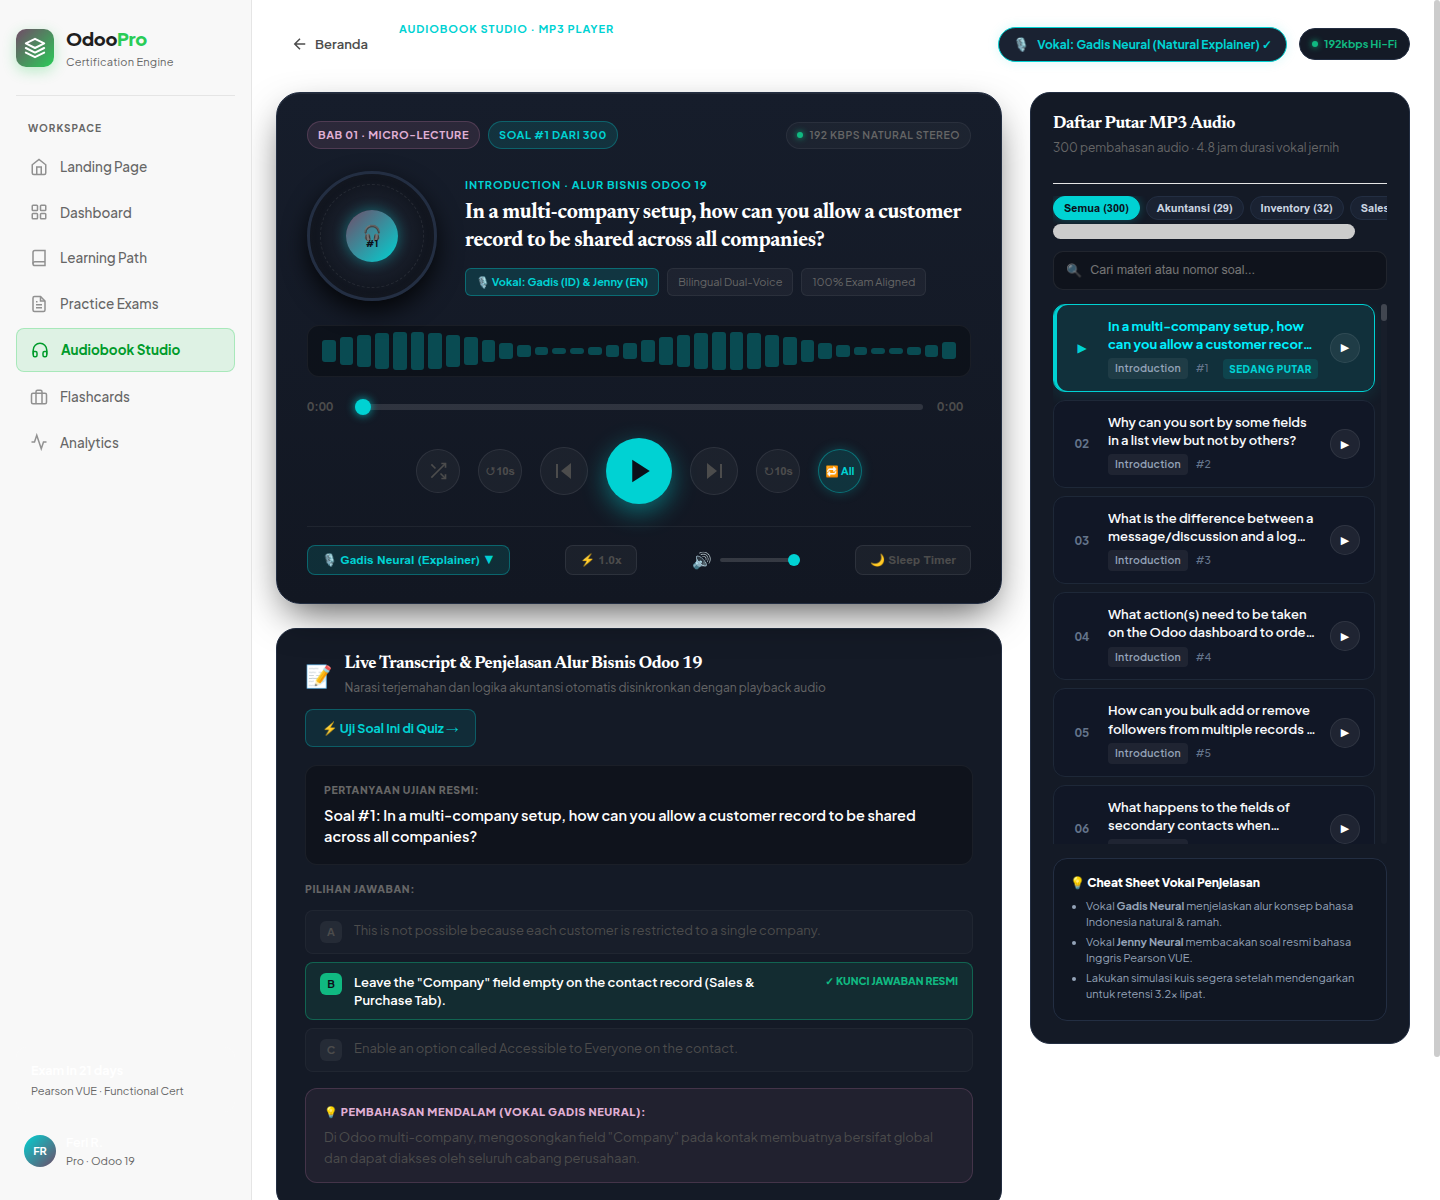 OdooPro
Certification Engine
WORKSPACE
Landing Page
Dashboard
Learning Path
Practice Exams
Audiobook Studio
Flashcards
Analytics
Exam in 21 days
Pearson VUE · Functional Cert
FR
Pro · Odoo 19
← Beranda
AUDIOBOOK STUDIO · MP3 PLAYER
🎙️ Vokal: Gadis Neural (Natural Explainer) ✓
192kbps Hi-Fi
BAB 01 · MICRO-LECTURE
SOAL #1 DARI 300
192 KBPS NATURAL STEREO
🎧
#1
INTRODUCTION · ALUR BISNIS ODOO 19
In a multi-company setup, how can you allow a customer
record to be shared across all companies?
🎙️ Vokal: Gadis (ID) & Jenny (EN)
Bilingual Dual-Voice
100% Exam Aligned
0:00
0:00
↺10s
↻10s
🔁 All
🎙️ Gadis Neural (Explainer) ▼
⚡ 1.0x
🔊
🌙 Sleep Timer
📝
Live Transcript & Penjelasan Alur Bisnis Odoo 19
Narasi terjemahan dan logika akuntansi otomatis disinkronkan dengan playback audio
⚡ Uji Soal Ini di Quiz →
PERTANYAAN UJIAN RESMI:
Soal #1: In a multi-company setup, how can you allow a customer record to be shared
across all companies?
PILIHAN JAWABAN:
A
This is not possible because each customer is restricted to a single company.
B
Leave the "Company" field empty on the contact record (Sales &
Purchase Tab).
✓ KUNCI JAWABAN RESMI
C
Enable an option called Accessible to Everyone on the contact.
💡 PEMBAHASAN MENDALAM (VOKAL GADIS NEURAL):
Di Odoo multi-company, mengosongkan field "Company" pada kontak membuatnya bersifat global
dan dapat diakses oleh seluruh cabang perusahaan.
Daftar Putar MP3 Audio
300 pembahasan audio · 4.8 jam durasi vokal jernih
Semua (300)
Akuntansi (29)
Inventory (32)
Sales
🔍 Cari materi atau nomor soal...
▶
In a multi-company setup, how
can you allow a customer recor...
Introduction
#1
SEDANG PUTAR
▶
02
Why can you sort by some fields
in a list view but not by others?
Introduction
#2
▶
03
What is the difference between a
message/discussion and a log...
Introduction
#3
▶
04
What action(s) need to be taken
on the Odoo dashboard to orde...
Introduction
#4
▶
05
How can you bulk add or remove
followers from multiple records ...
Introduction
#5
▶
06
What happens to the fields of
secondary contacts when...
▶
💡 Cheat Sheet Vokal Penjelasan
• Vokal Gadis Neural menjelaskan alur konsep bahasa
Indonesia natural & ramah.
• Vokal Jenny Neural membacakan soal resmi bahasa
Inggris Pearson VUE.
• Lakukan simulasi kuis segera setelah mendengarkan
untuk retensi 3.2x lipat.